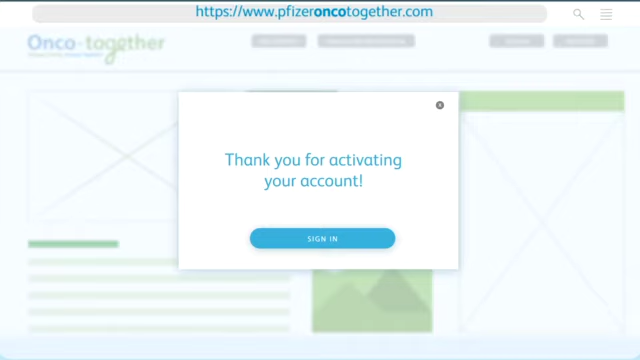 https://www.pfizeroncotogether.com
Onco·together
Thank you for activating
your account!
SIGN IN